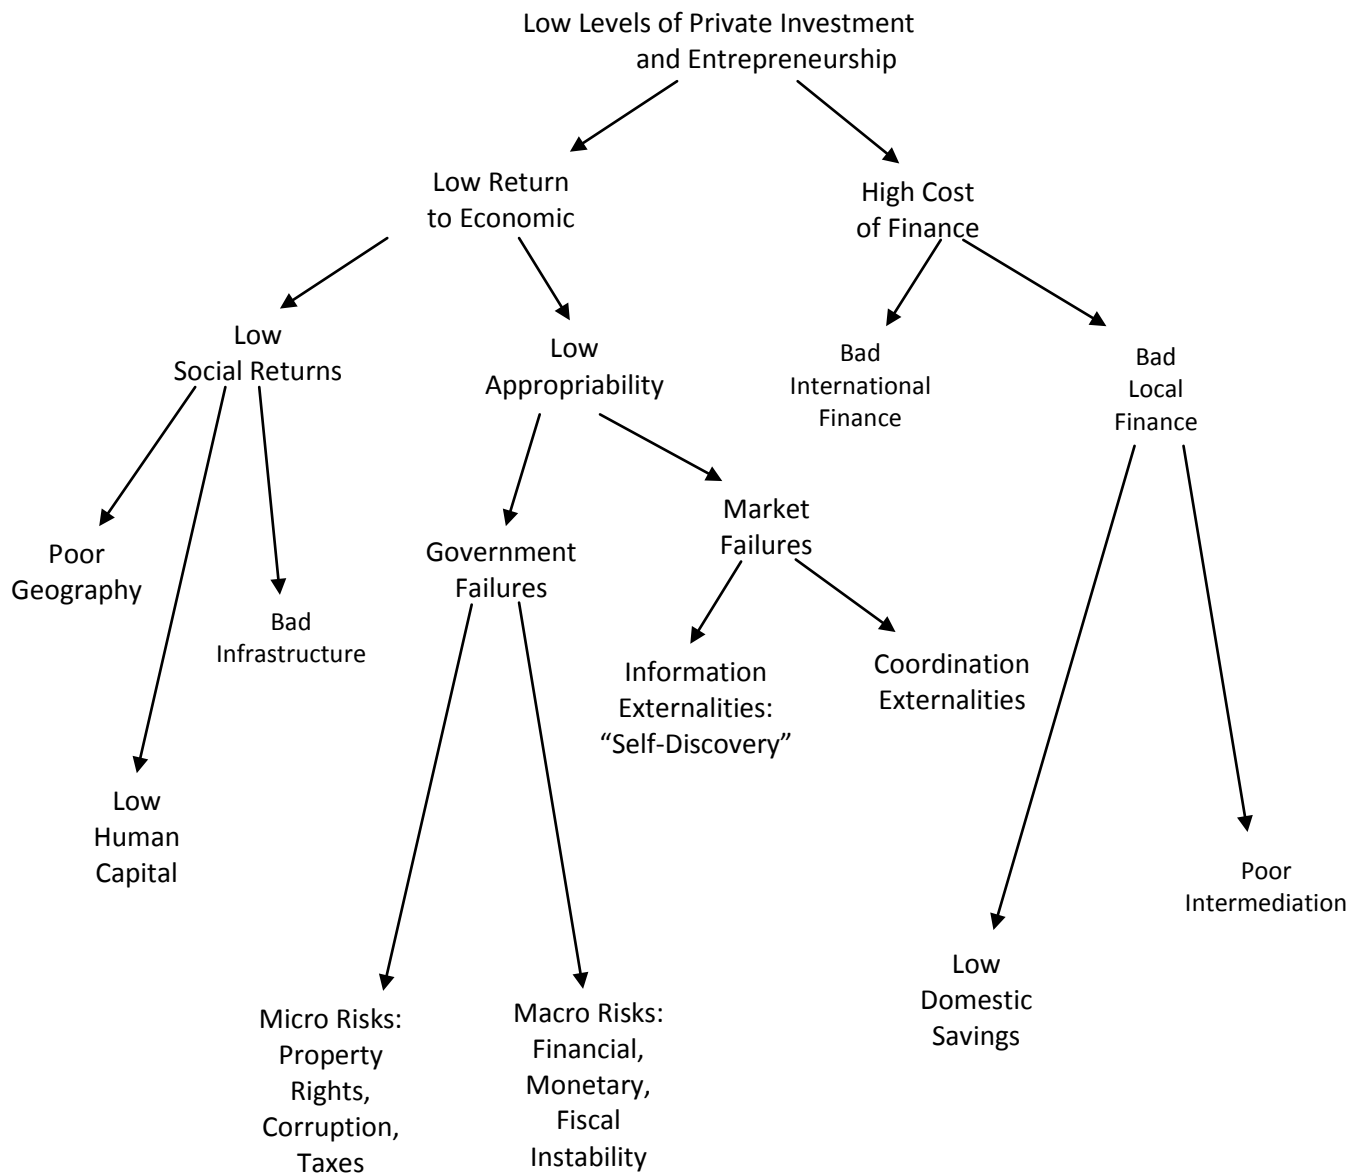 Low Levels of Private Investment
and Entrepreneurship
Low Return
to Economic
High Cost
of Finance
Low
Social Returns
Low
Appropriability
Bad
International
Finance
Bad
Local
Finance
Poor
Geography
Bad
Infrastructure
Low
Human
Capital
Government
Failures
Market
Failures
Information
Externalities:
“Self-Discovery”
Coordination
Externalities
Micro Risks:
Property
Rights,
Corruption,
Taxes
Macro Risks:
Financial,
Monetary,
Fiscal
Instability
Low
Domestic
Savings
Poor
Intermediation